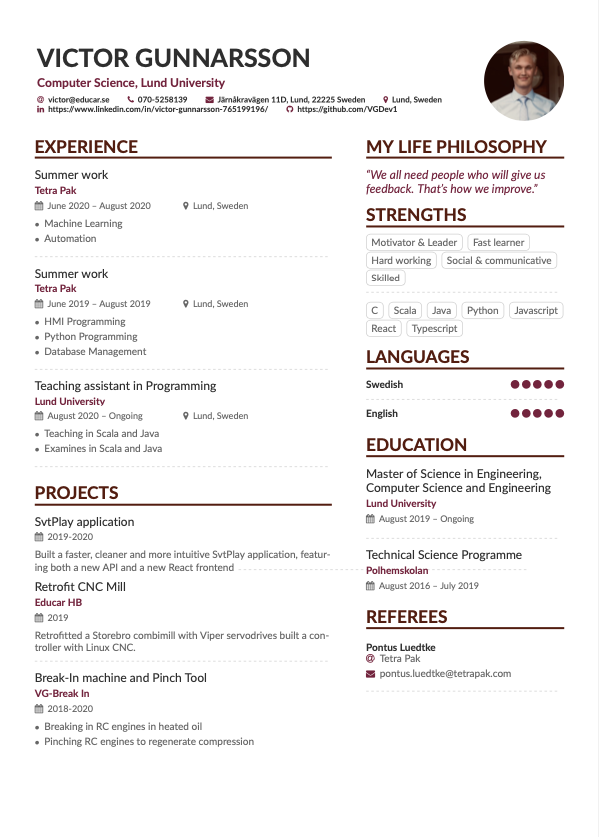 VICTOR GUNNARSSON
Computer Science, Lund University
victor@educar.se 070-5258139 Järnåkravägen 11D, Lund, 22225 Sweden Lund, Sweden
https://www.linkedin.com/in/victor-gunnarsson-765199196/ https://github.com/VGDev1
EXPERIENCE
Summer work
Tetra Pak
June 2020 – August 2020 Lund, Sweden
• Machine Learning
• Automation
Summer work
Tetra Pak
June 2019 – August 2019 Lund, Sweden
• HMI Programming
• Python Programming
• Database Management
Teaching assistant in Programming
Lund University
August 2020 – Ongoing Lund, Sweden
• Teaching in Scala and Java
• Examines in Scala and Java
PROJECTS
SvtPlay application
2019-2020
Built a faster, cleaner and more intuitive SvtPlay application, featur-
ing both a new API and a new React frontend
Retrofit CNC Mill
Educar HB
2019
Retrofitted a Storebro combimill with Viper servodrives built a con-
troller with Linux CNC.
Break-In machine and Pinch Tool
VG-Break In
2018-2020
• Breaking in RC engines in heated oil
• Pinching RC engines to regenerate compression
MY LIFE PHILOSOPHY
“We all need people who will give us
feedback. That’s how we improve.”
STRENGTHS
Motivator & Leader Fast learner
Hard working Social & communicative
Skilled
C Scala Java Python Javascript
React Typescript
LANGUAGES
Swedish
English
EDUCATION
Master of Science in Engineering,
Computer Science and Engineering
Lund University
August 2019 – Ongoing
Technical Science Programme
Polhemskolan
August 2016 – July 2019
REFEREES
Pontus Luedtke
@ Tetra Pak
pontus.luedtke@tetrapak.com